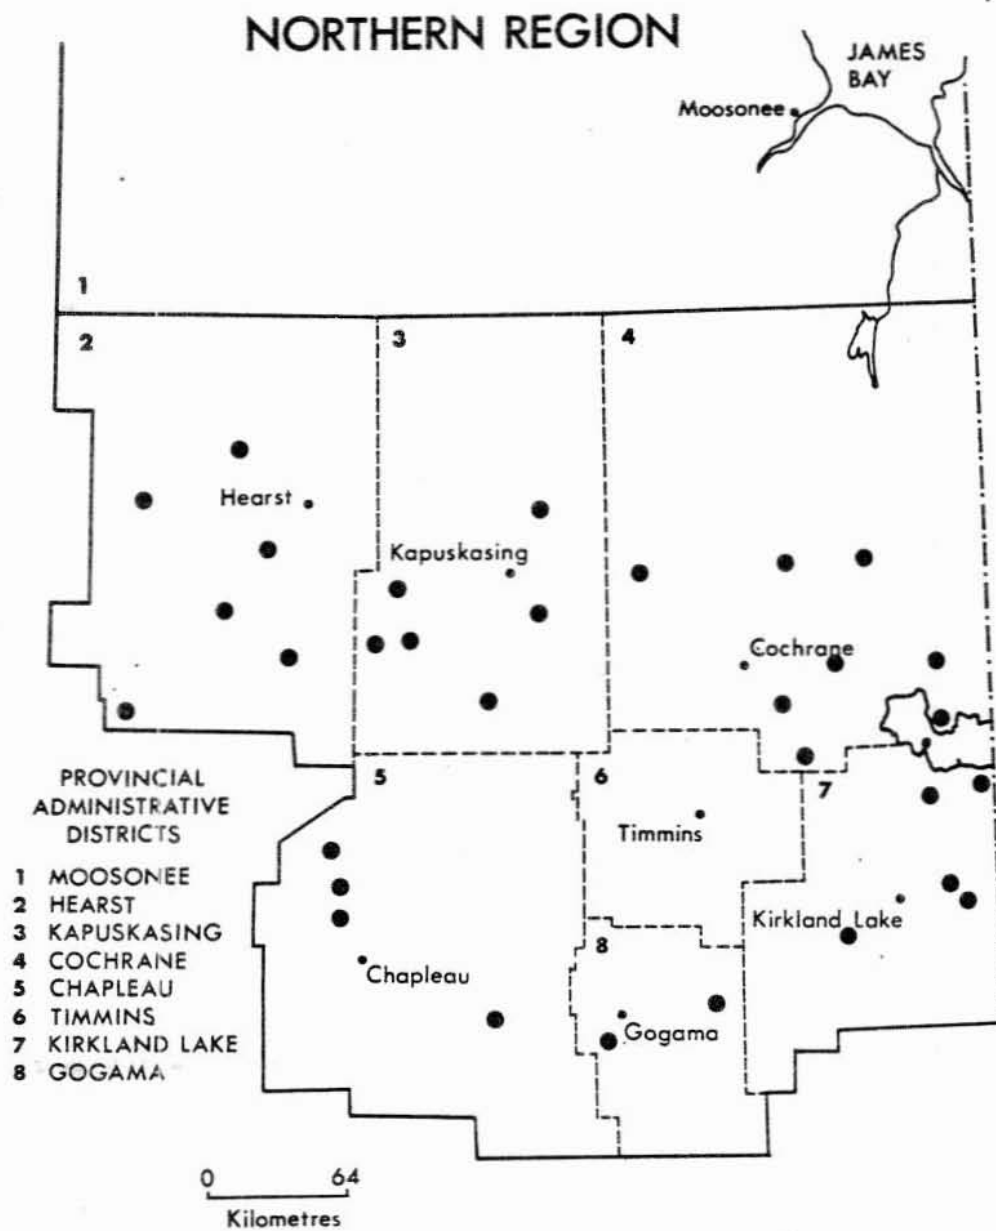 NORTHERN REGION
JAMES
BAY
Moosonee
1
2
3
4
Hearst
Kapuskasing
Cochrane
5
6
7
PROVINCIAL
ADMINISTRATIVE
DISTRICTS
Timmins
1 MOOSONEE
2 HEARST
3 KAPUSKASING
4 COCHRANE
5 CHAPLEAU
6 TIMMINS
7 KIRKLAND LAKE
8 GOGAMA
Kirkland Lake
8
Chapleau
Gogama
0 64
Kilometres